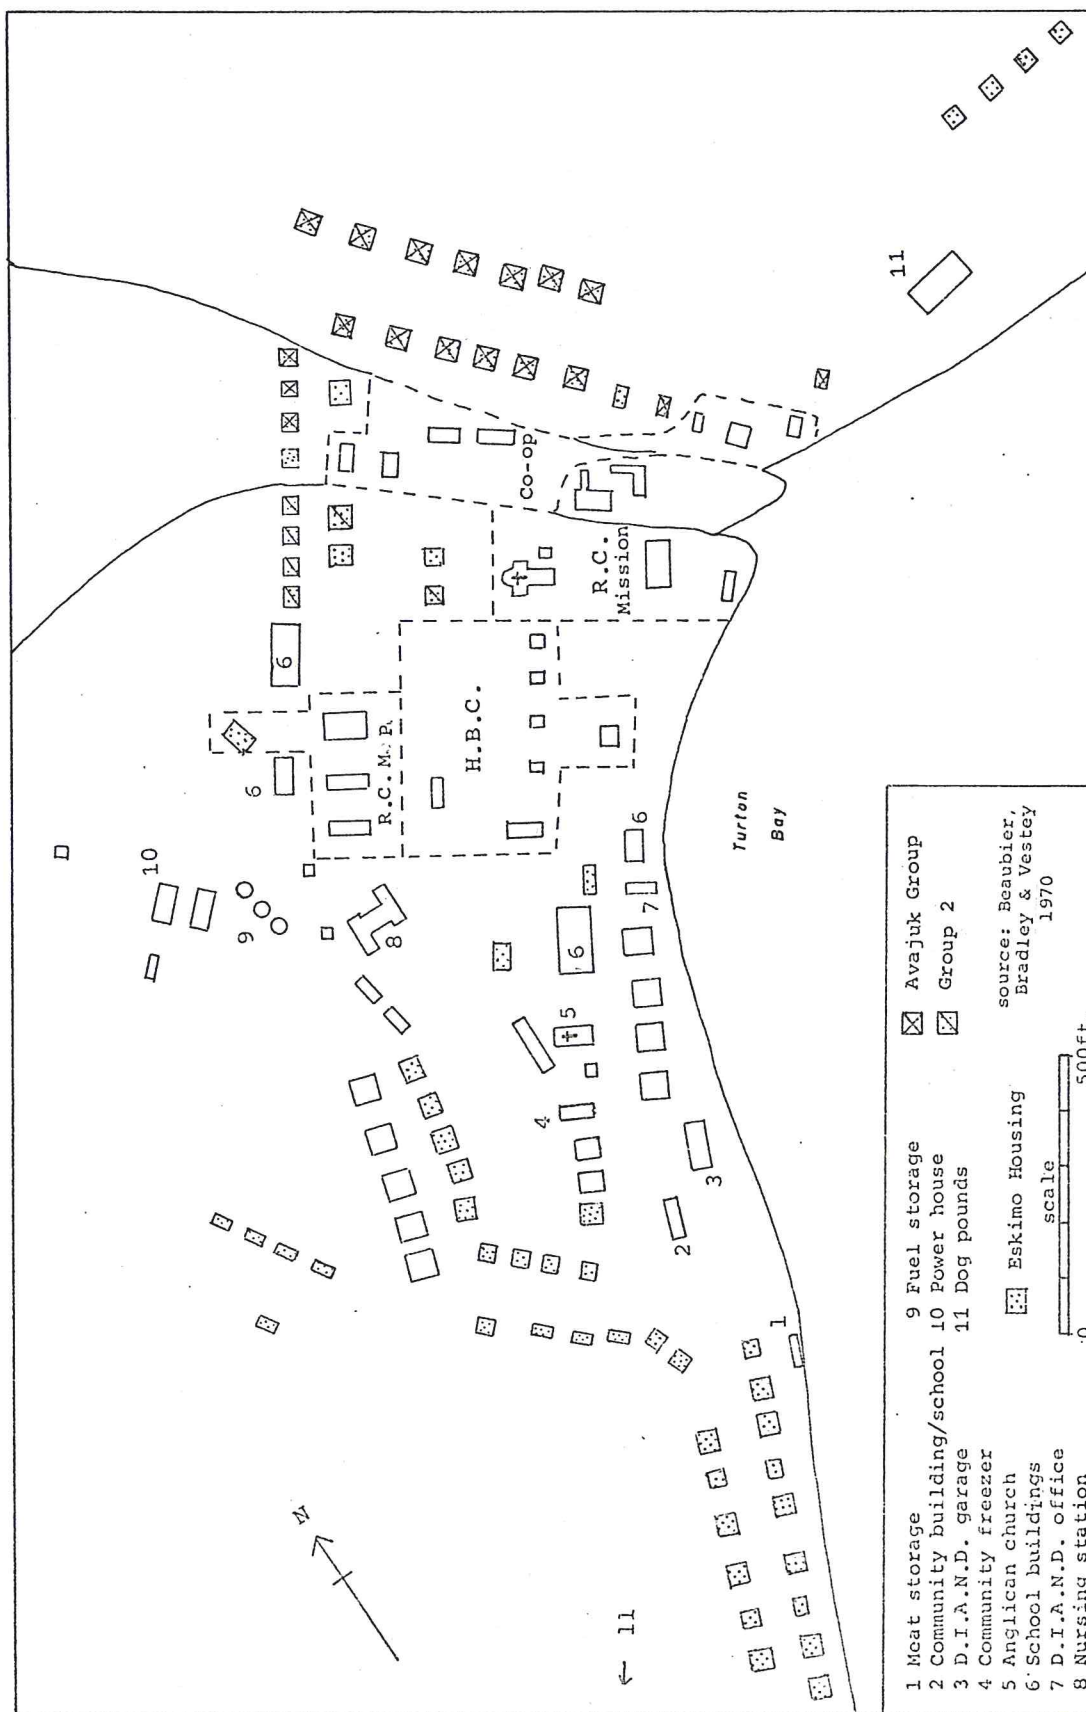 N
11
11
10
9
8
6
6
R.C.M.P.
H.B.C.
Co-op
R.C.
Mission
6
5
4
6
7
3
2
1
Turton
Bay
1 Meat storage
2 Community building/school
3 D.I.A.N.D. garage
4 Community freezer
5 Anglican church
6 School buildings
7 D.I.A.N.D. office
8 Nursing station
9 Fuel storage
10 Power house
11 Dog pounds
Eskimo Housing
Avajuk Group
Group 2
source: Beaubier,
Bradley & Vestey
1970
scale
0
500ft